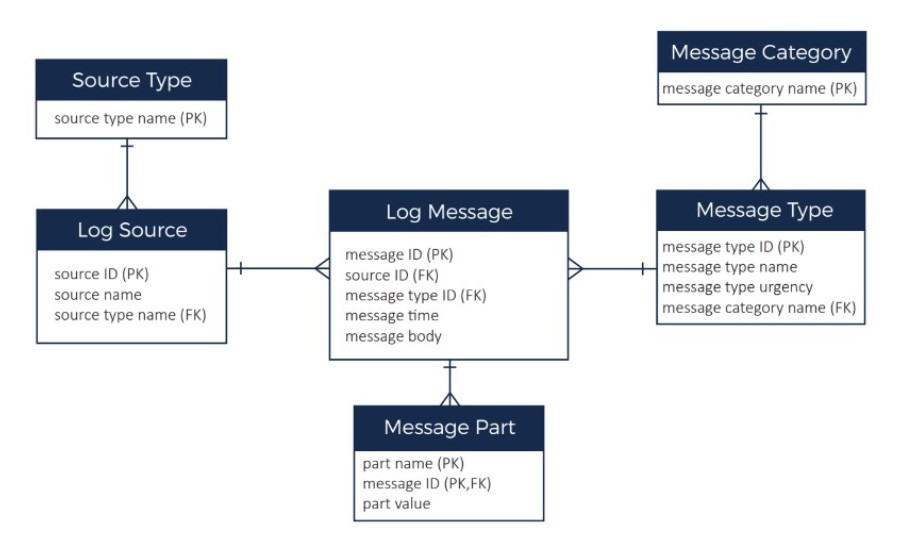 Source Type
source type name (PK)
Message Category
message category name (PK)
Log Source
source ID (PK)
source name
source type name (FK)
Log Message
message ID (PK)
source ID (FK)
message type ID (FK)
message time
message body
Message Type
message type ID (PK)
message type name
message type urgency
message category name (FK)
Message Part
part name (PK)
message ID (PK,FK)
part value